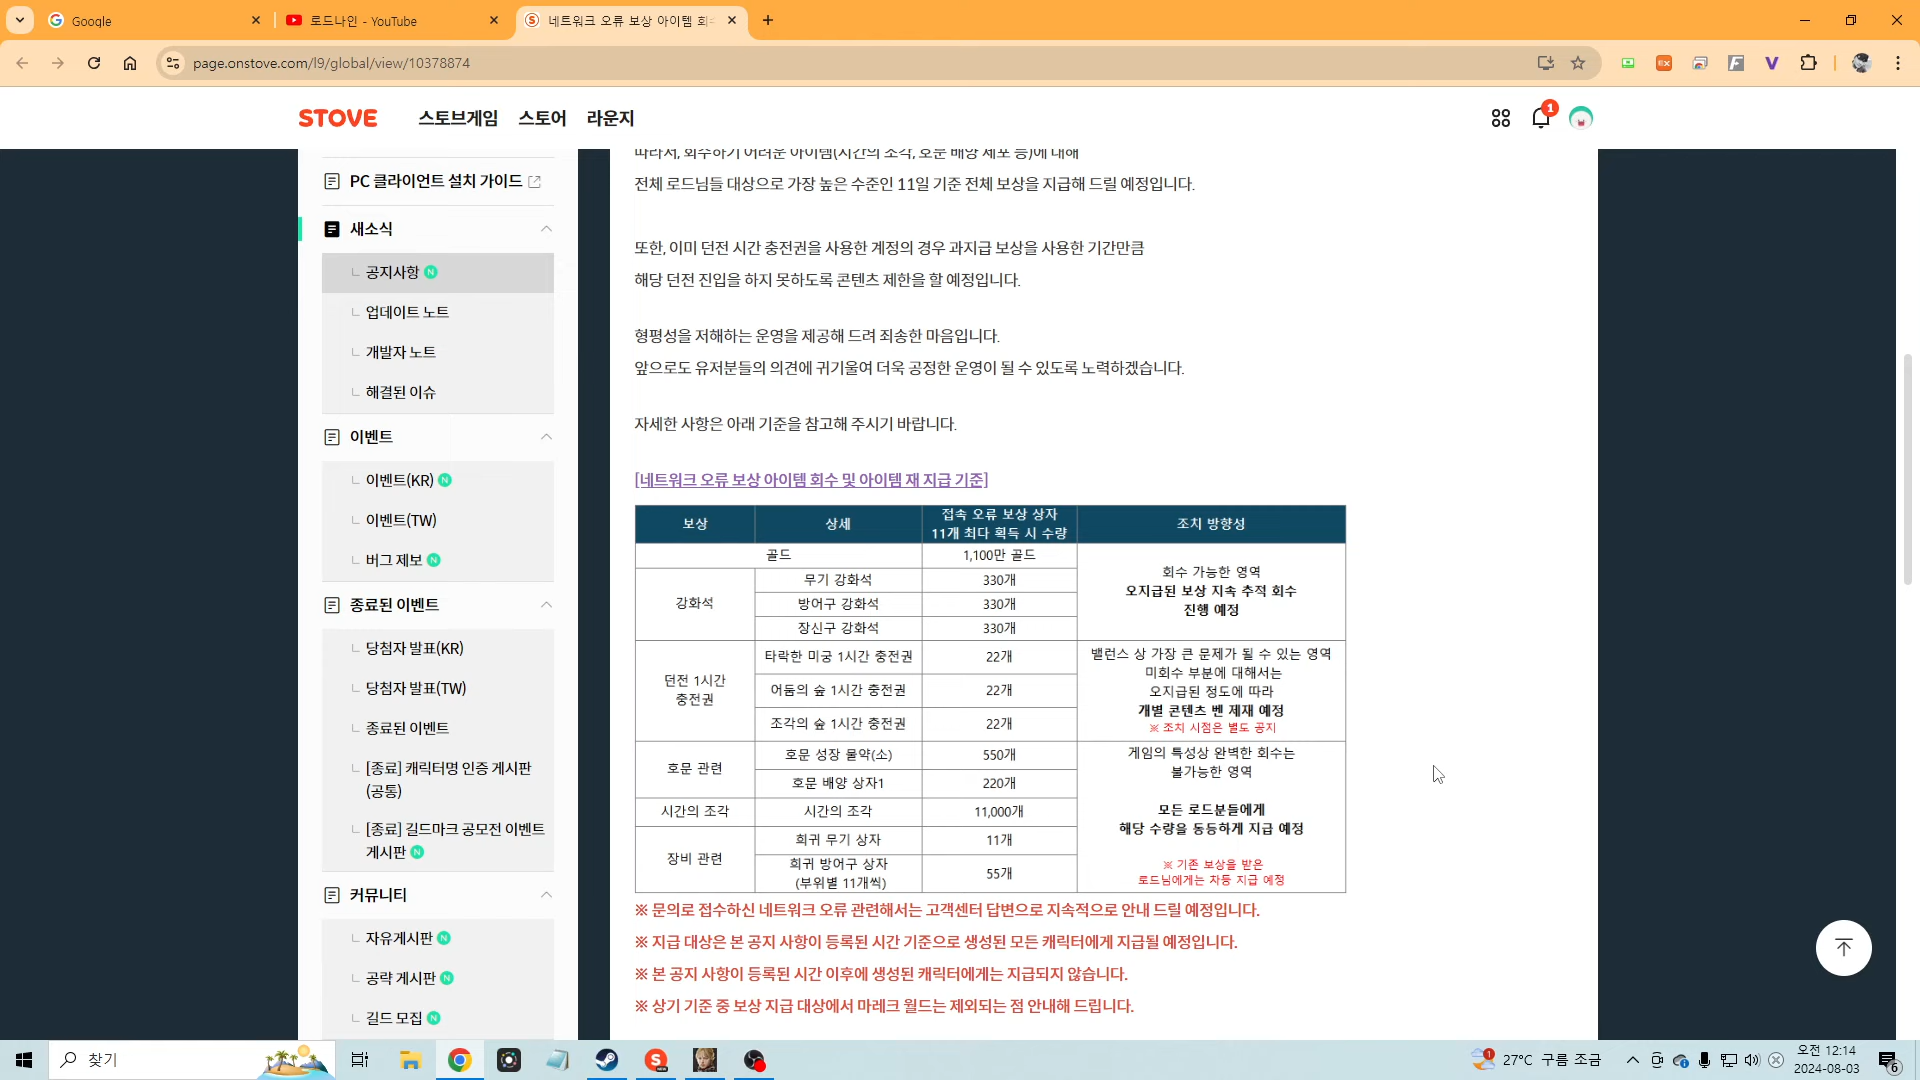 Google
로드나인 - YouTube
네트워크 오류 보상 아이템 회
page.onstove.com/l9/global/view/10378874
STOVE
스토브게임
스토어
라운지
1
PC 클라이언트 설치 가이드
새소식
공지사항 N
업데이트 노트
개발자 노트
해결된 이슈
이벤트
이벤트(KR) N
이벤트(TW)
버그 제보 N
종료된 이벤트
당첨자 발표(KR)
당첨자 발표(TW)
종료된 이벤트
[종료] 캐릭터명 인증 게시판
(공통)
[종료] 길드마크 공모전 이벤트
게시판 N
커뮤니티
자유게시판 N
공략 게시판 N
길드 모집 N
따라서, 회수하기 어려운 아이템(시간의 조각, 호문 배양 세포 등)에 대해
전체 로드님들 대상으로 가장 높은 수준인 11일 기준 전체 보상을 지급해 드릴 예정입니다.
또한, 이미 던전 시간 충전권을 사용한 계정의 경우 과지급 보상을 사용한 기간만큼
해당 던전 진입을 하지 못하도록 콘텐츠 제한을 할 예정입니다.
형평성을 저해하는 운영을 제공해 드려 죄송한 마음입니다.
앞으로도 유저분들의 의견에 귀기울여 더욱 공정한 운영이 될 수 있도록 노력하겠습니다.
자세한 사항은 아래 기준을 참고해 주시기 바랍니다.
[네트워크 오류 보상 아이템 회수 및 아이템 재 지급 기준]
보상
상세
접속 오류 보상 상자
11개 최다 획득 시 수량
조치 방향성
골드
1,100만 골드
강화석
무기 강화석
330개
방어구 강화석
330개
장신구 강화석
330개
회수 가능한 영역
오지급된 보상 지속 추적 회수
진행 예정
던전 1시간
충전권
타락한 미궁 1시간 충전권
22개
어둠의 숲 1시간 충전권
22개
조각의 숲 1시간 충전권
22개
밸런스 상 가장 큰 문제가 될 수 있는 영역
미회수 부분에 대해서는
오지급된 정도에 따라
개별 콘텐츠 벤 제재 예정
※ 조치 시점은 별도 공지
호문 관련
호문 성장 물약(소)
550개
호문 배양 상자1
220개
시간의 조각
시간의 조각
11,000개
장비 관련
희귀 무기 상자
11개
희귀 방어구 상자
(부위별 11개씩)
55개
게임의 특성상 완벽한 회수는
불가능한 영역
모든 로드분들에게
해당 수량을 동등하게 지급 예정
※ 기존 보상을 받은
로드님에게는 차등 지급 예정
※ 문의로 접수하신 네트워크 오류 관련해서는 고객센터 답변으로 지속적으로 안내 드릴 예정입니다.
※ 지급 대상은 본 공지 사항이 등록된 시간 기준으로 생성된 모든 캐릭터에게 지급될 예정입니다.
※ 본 공지 사항이 등록된 시간 이후에 생성된 캐릭터에게는 지급되지 않습니다.
※ 상기 기준 중 보상 지급 대상에서 마레크 월드는 제외되는 점 안내해 드립니다.
찾기
1
27°C 구름 조금
오전 12:14
2024-08-03
6